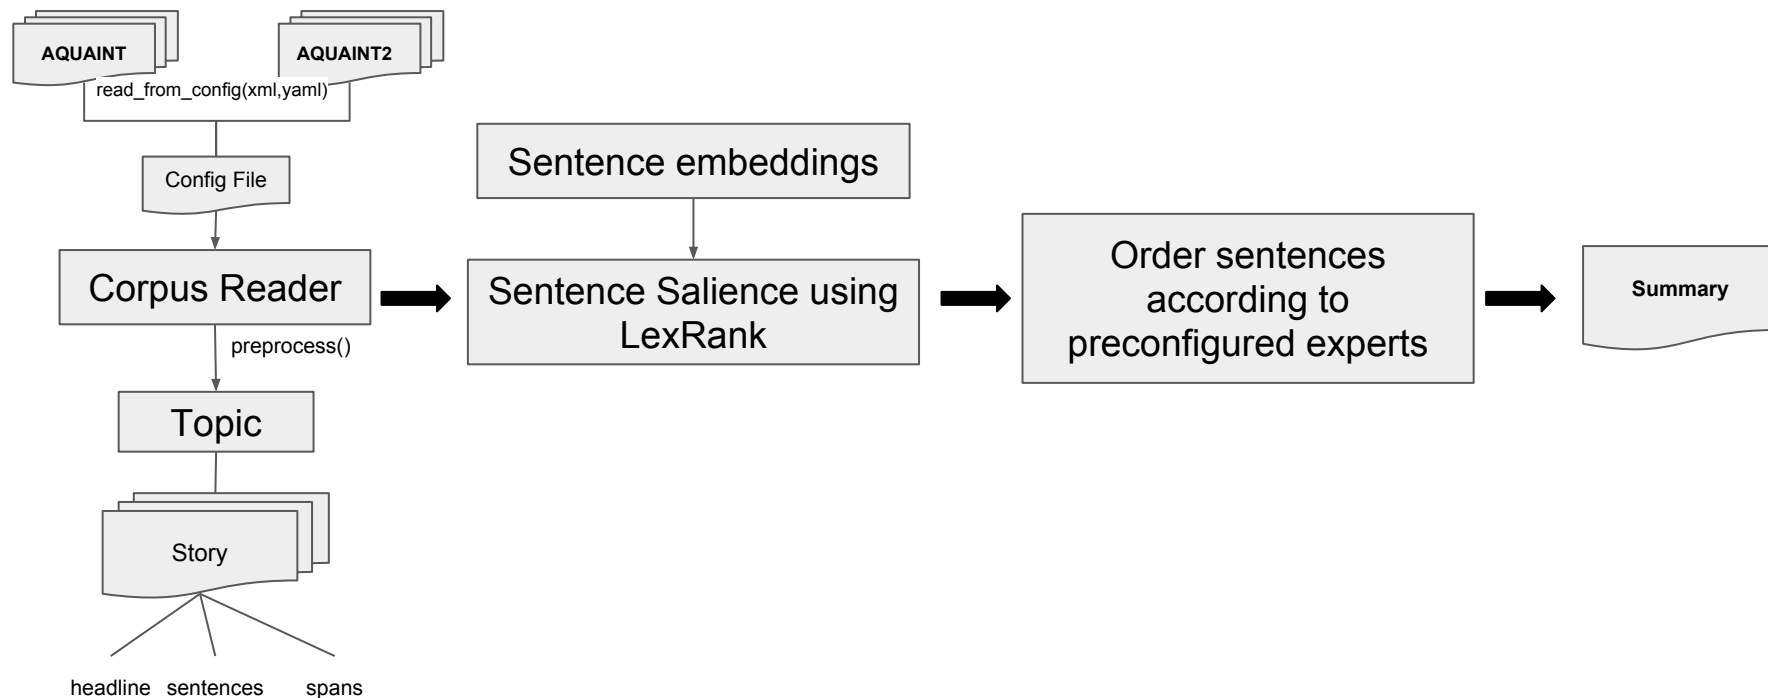 AQUAINT
AQUAINT2
read_from_config(xml,yaml)
Config File
Corpus Reader
preprocess()
Topic
Story
headline
sentences
spans
Sentence embeddings
Sentence Salience using
LexRank
Order sentences
according to
preconfigured experts
Summary